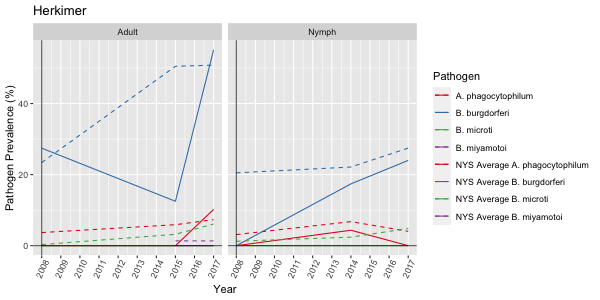 Herkimer
Adult
Nymph
Pathogen Prevalence (%)
40
20
0
2008
2009
2010
2011
2012
2013
2014
2015
2016
2017
2008
2009
2010
2011
2012
2013
2014
2015
2016
2017
Year
Pathogen
A. phagocytophilum
B. burgdorferi
B. microti
B. miyamotoi
NYS Average A. phagocytophilum
NYS Average B. burgdorferi
NYS Average B. microti
NYS Average B. miyamotoi